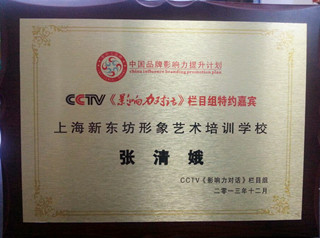 中国品牌影响力提升计划
china influence branding promotion plan
CCTV《影响力对话》栏目组特约嘉宾
上海新东坊形象艺术培训学校
张清娥
CCTV《影响力对话》栏目组
二零一三年十二月